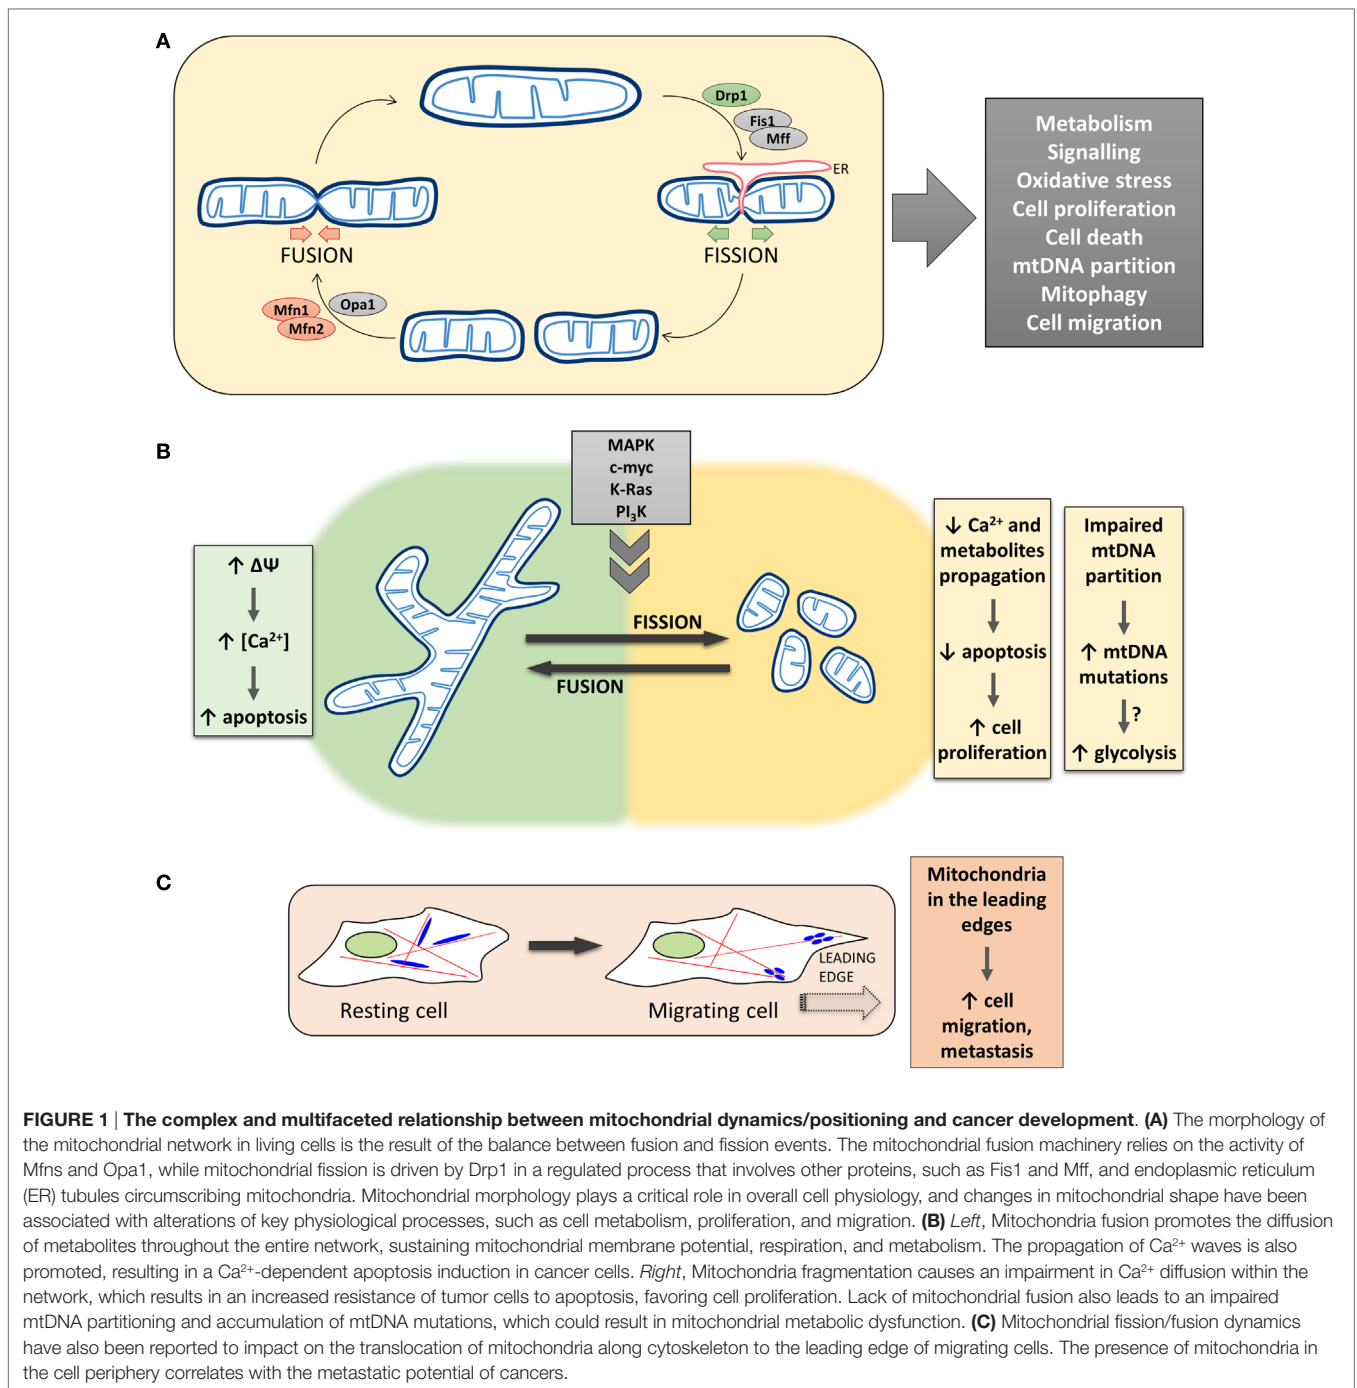 A
Drp1
Fis1
Mff
ER
FUSION
FISSION
Mfn1
Mfn2
Opa1
Metabolism
Signalling
Oxidative stress
Cell proliferation
Cell death
mtDNA partition
Mitophagy
Cell migration
B
MAPK
c-myc
K-Ras
PI₃K
↑ ΔΨ
↑ [Ca²⁺]
↑ apoptosis
FISSION
FUSION
↓ Ca²⁺ and
metabolites
propagation
↓ apoptosis
↑ cell
proliferation
Impaired
mtDNA
partition
↑ mtDNA
mutations
?
↑ glycolysis
C
Resting cell
Migrating cell
LEADING
EDGE
Mitochondria
in the leading
edges
↑ cell
migration,
metastasis
FIGURE 1 | The complex and multifaceted relationship between mitochondrial dynamics/positioning and cancer development. (A) The morphology of
the mitochondrial network in living cells is the result of the balance between fusion and fission events. The mitochondrial fusion machinery relies on the activity of
Mfns and Opa1, while mitochondrial fission is driven by Drp1 in a regulated process that involves other proteins, such as Fis1 and Mff, and endoplasmic reticulum
(ER) tubules circumscribing mitochondria. Mitochondrial morphology plays a critical role in overall cell physiology, and changes in mitochondrial shape have been
associated with alterations of key physiological processes, such as cell metabolism, proliferation, and migration. (B) Left, Mitochondria fusion promotes the diffusion
of metabolites throughout the entire network, sustaining mitochondrial membrane potential, respiration, and metabolism. The propagation of Ca²⁺ waves is also
promoted, resulting in a Ca²⁺-dependent apoptosis induction in cancer cells. Right, Mitochondria fragmentation causes an impairment in Ca²⁺ diffusion within the
network, which results in an increased resistance of tumor cells to apoptosis, favoring cell proliferation. Lack of mitochondrial fusion also leads to an impaired
mtDNA partitioning and accumulation of mtDNA mutations, which could result in mitochondrial metabolic dysfunction. (C) Mitochondrial fission/fusion dynamics
have also been reported to impact on the translocation of mitochondria along cytoskeleton to the leading edge of migrating cells. The presence of mitochondria in
the cell periphery correlates with the metastatic potential of cancers.